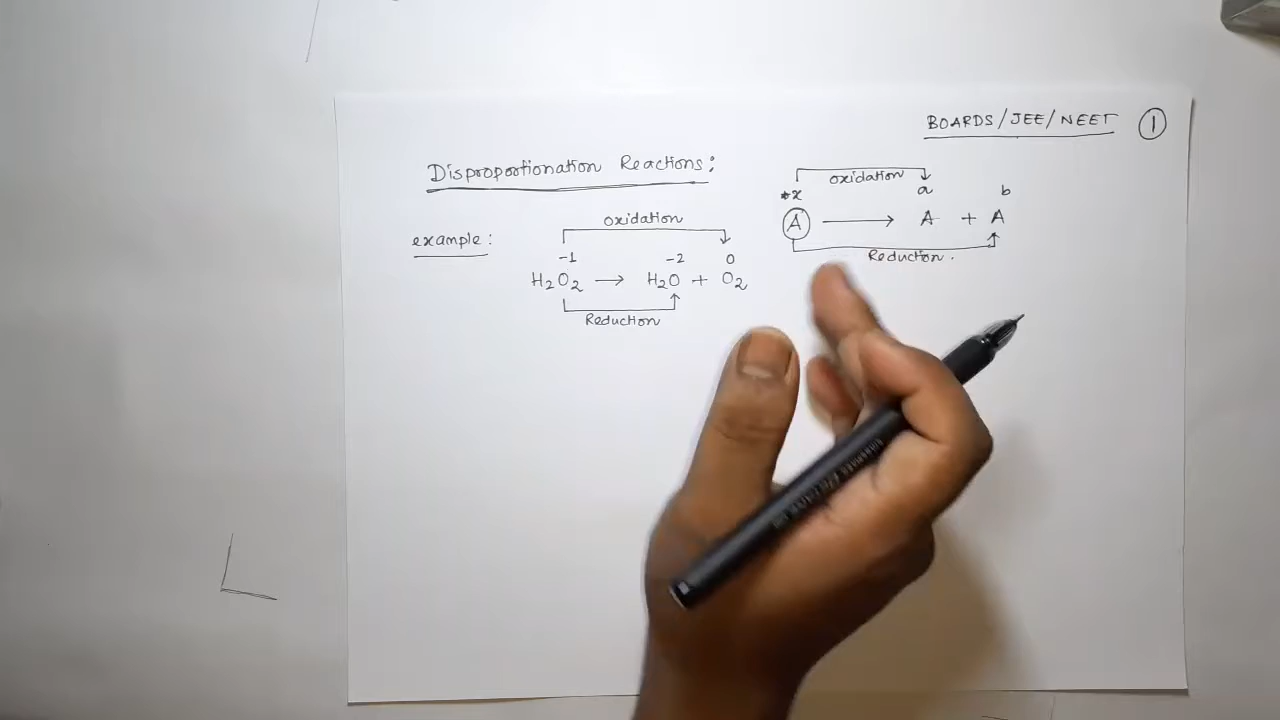 BOARDS/JEE/NEET 1
Disproportionation Reactions:
example:
oxidation
-1 -2 0
H2O2 → H2O + O2
Reduction
oxidation
x a b
A → A + A
Reduction.